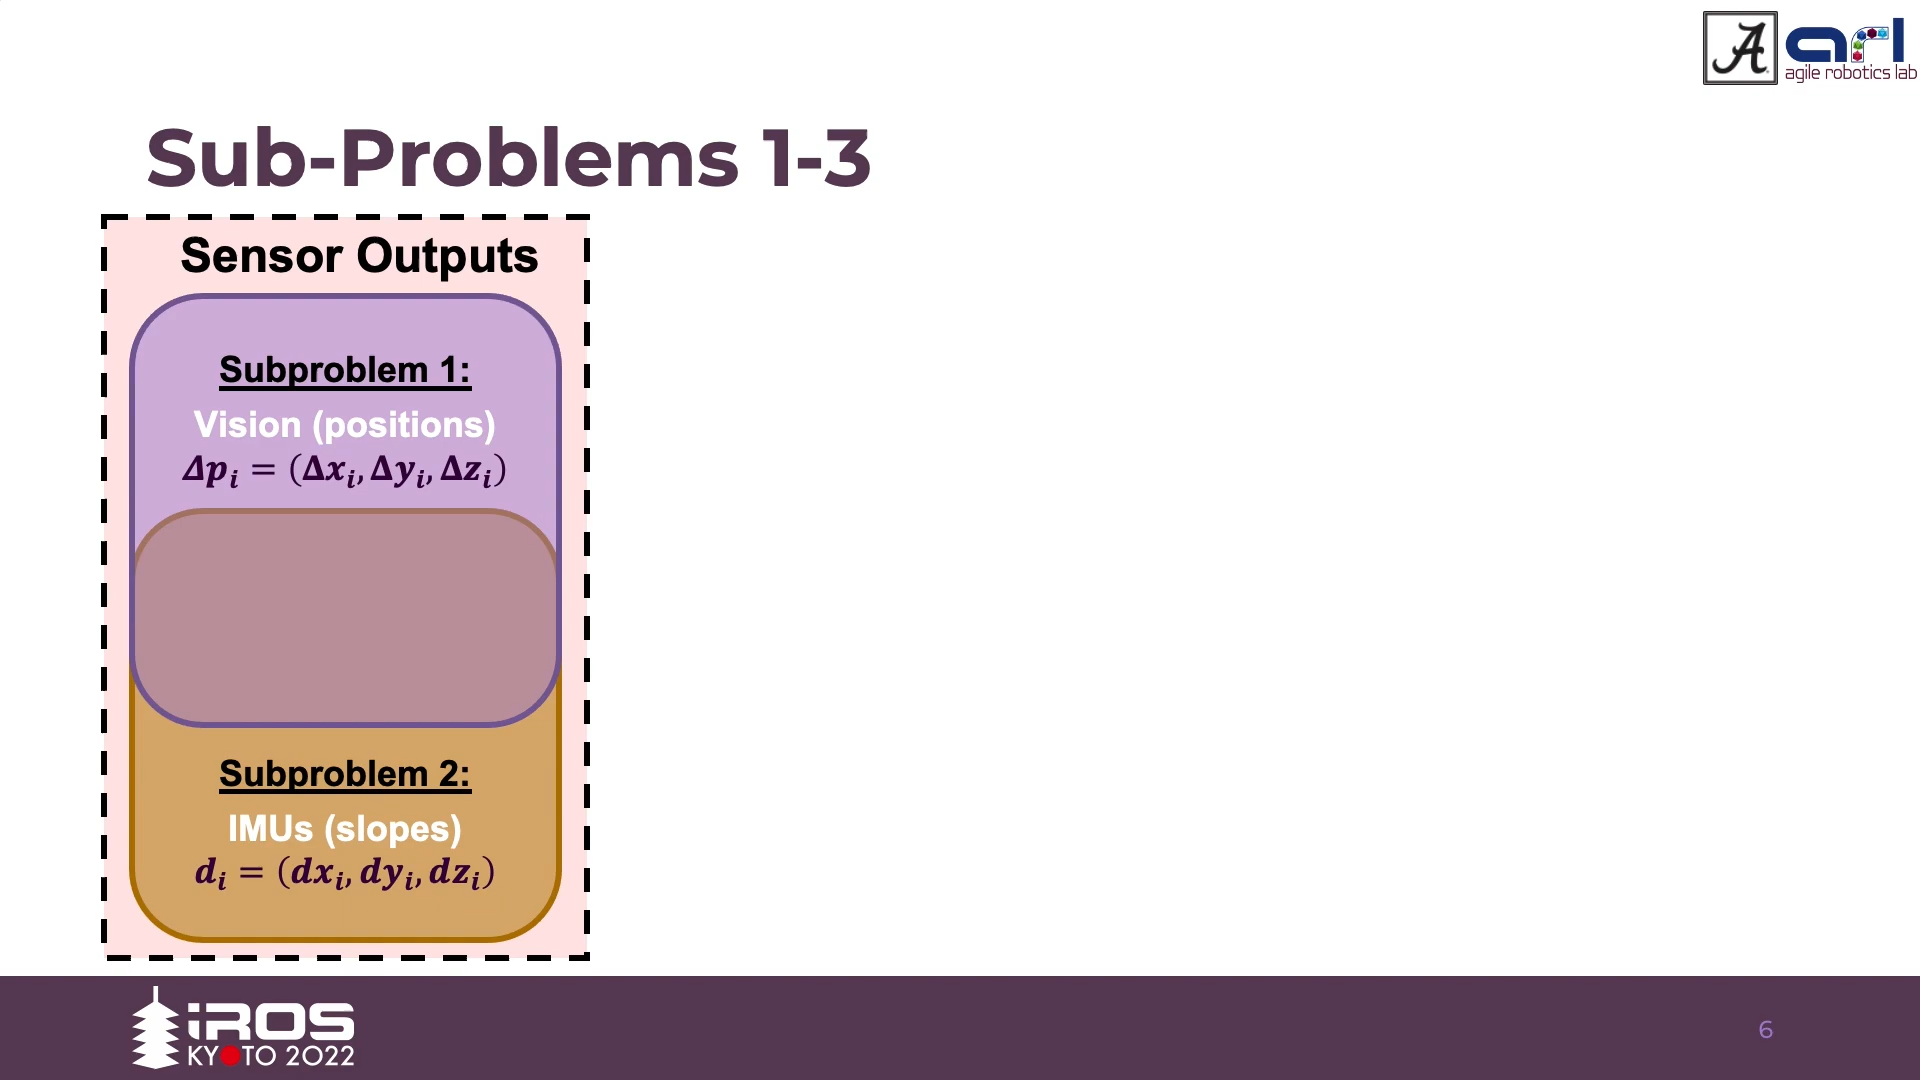 A
arl
agile robotics lab
Sub-Problems 1-3
Sensor Outputs
Subproblem 1:
Vision (positions)
Δpᵢ = (Δxᵢ, Δyᵢ, Δzᵢ)
Subproblem 2:
IMUs (slopes)
dᵢ = (dxᵢ, dyᵢ, dzᵢ)
iROS
KYOTO 2022
6